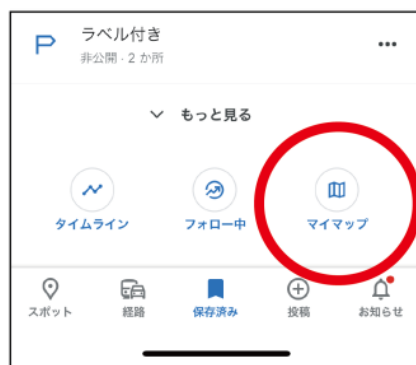 ラベル付き
非公開・2 か所
もっと見る
タイムライン
フォロー中
マイマップ
スポット
経路
保存済み
投稿
お知らせ